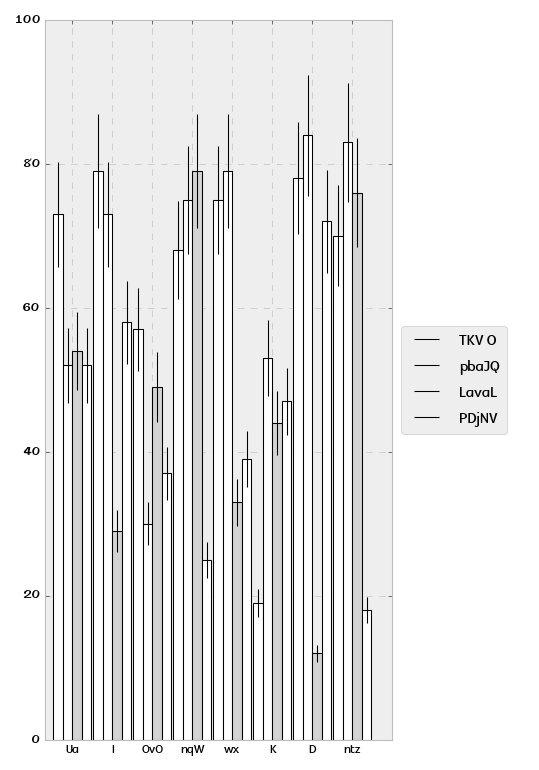 100
80
60
40
20
0
Ua I OvO nqW wx K D ntz
TKV O
pbaJQ
LavaL
PDjNV